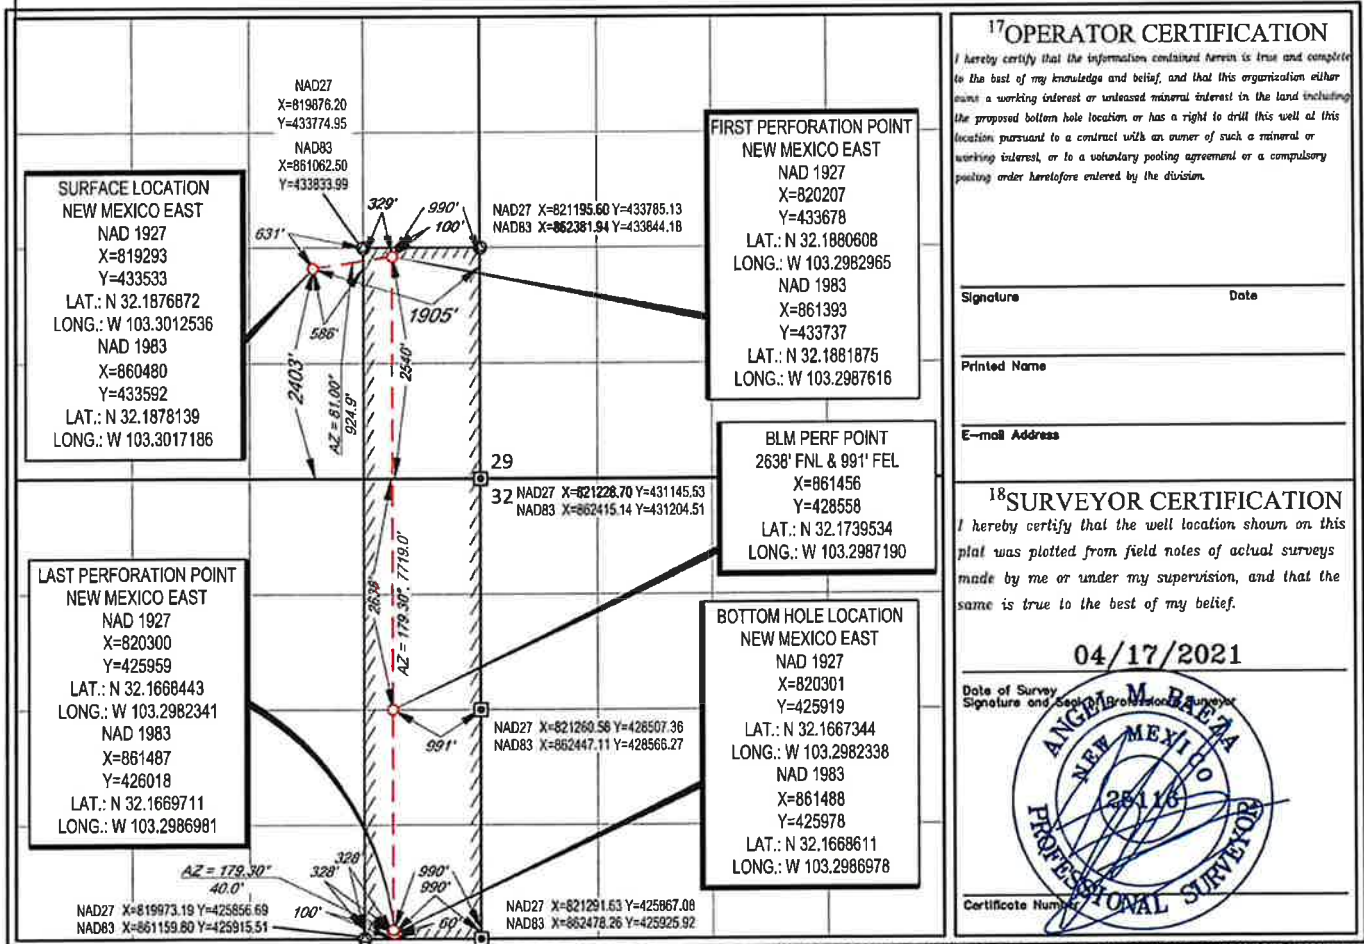 NAD27
X=819876.20
Y=433774.95
NAD83
X=861062.50
Y=433833.99
SURFACE LOCATION
NEW MEXICO EAST
NAD 1927
X=819293
Y=433533
LAT.: N 32.1876872
LONG.: W 103.3012536
NAD 1983
X=860480
Y=433592
LAT.: N 32.1878139
LONG.: W 103.3017186
631'
329'
990'
100'
NAD27 X=821195.60 Y=433785.13
NAD83 X=862381.94 Y=433844.18
586'
1905'
2403'
AZ = 81.00°
924.9'
2540'
FIRST PERFORATION POINT
NEW MEXICO EAST
NAD 1927
X=820207
Y=433678
LAT.: N 32.1880608
LONG.: W 103.2982965
NAD 1983
X=861393
Y=433737
LAT.: N 32.1881875
LONG.: W 103.2987616
29
32
NAD27 X=821228.70 Y=431145.53
NAD83 X=862415.14 Y=431204.51
BLM PERF POINT
2638' FNL & 991' FEL
X=861456
Y=428558
LAT.: N 32.1739534
LONG.: W 103.2987190
2638'
AZ = 179.30°, 7719.0'
991'
NAD27 X=821260.58 Y=428507.36
NAD83 X=862447.11 Y=428566.27
LAST PERFORATION POINT
NEW MEXICO EAST
NAD 1927
X=820300
Y=425959
LAT.: N 32.1668443
LONG.: W 103.2982341
NAD 1983
X=861487
Y=426018
LAT.: N 32.1669711
LONG.: W 103.2986981
BOTTOM HOLE LOCATION
NEW MEXICO EAST
NAD 1927
X=820301
Y=425919
LAT.: N 32.1667344
LONG.: W 103.2982338
NAD 1983
X=861488
Y=425978
LAT.: N 32.1668611
LONG.: W 103.2986978
AZ = 179.30°
40.0'
328'
328'
100'
990'
990'
60'
NAD27 X=819973.19 Y=425856.69
NAD83 X=861159.80 Y=425915.51
NAD27 X=821291.63 Y=425867.08
NAD83 X=862478.26 Y=425925.92
17OPERATOR CERTIFICATION
I hereby certify that the information contained herein is true and complete
to the best of my knowledge and belief, and that this organization either
owns a working interest or unleased mineral interest in the land including
the proposed bottom hole location or has a right to drill this well at this
location pursuant to a contract with an owner of such a mineral or
working interest, or to a voluntary pooling agreement or a compulsory
pooling order heretofore entered by the division.
Signature Date
Printed Name
E-mail Address
18SURVEYOR CERTIFICATION
I hereby certify that the well location shown on this
plat was plotted from field notes of actual surveys
made by me or under my supervision, and that the
same is true to the best of my belief.
04/17/2021
Date of Survey
Signature and Seal of Professional Surveyor
ANGEL M. BAEZA
NEW MEXICO
25116
PROFESSIONAL SURVEYOR
Certificate Number